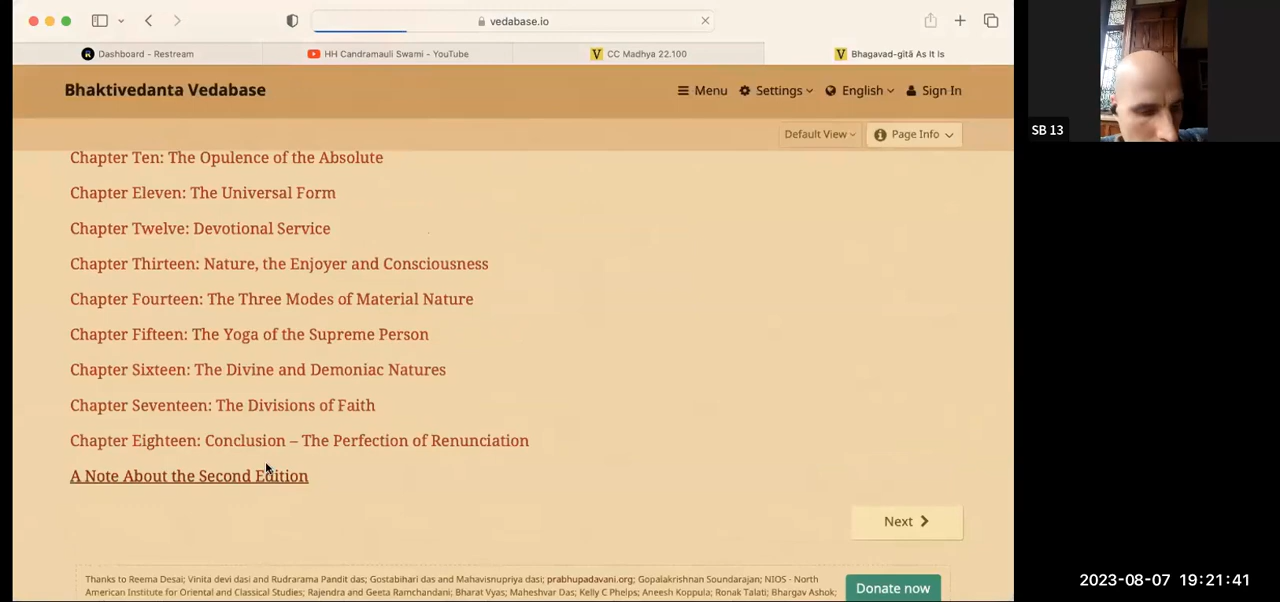 vedabase.io
Dashboard - Restream
HH Candramauli Swami - YouTube
CC Madhya 22.100
Bhagavad-gītā As It Is
Bhaktivedanta Vedabase
Menu
Settings
English
Sign In
Default View
Page Info
Chapter Ten: The Opulence of the Absolute
Chapter Eleven: The Universal Form
Chapter Twelve: Devotional Service
Chapter Thirteen: Nature, the Enjoyer and Consciousness
Chapter Fourteen: The Three Modes of Material Nature
Chapter Fifteen: The Yoga of the Supreme Person
Chapter Sixteen: The Divine and Demoniac Natures
Chapter Seventeen: The Divisions of Faith
Chapter Eighteen: Conclusion – The Perfection of Renunciation
A Note About the Second Edition
Next
Thanks to Reema Desai; Vinita devi dasi and Rudrarama Pandit das; Gostabihari das and Mahavisnupriya dasi; prabhupadavani.org; Gopalakrishnan Soundarajan; NIOS - North
American Institute for Oriental and Classical Studies; Rajendra and Geeta Ramchandani; Bharat Vyas; Maheshvar Das; Kelly C Phelps; Aneesh Koppula; Ronak Talati; Bhargav Ashok;
Donate now
SB 13
2023-08-07 19:21:41